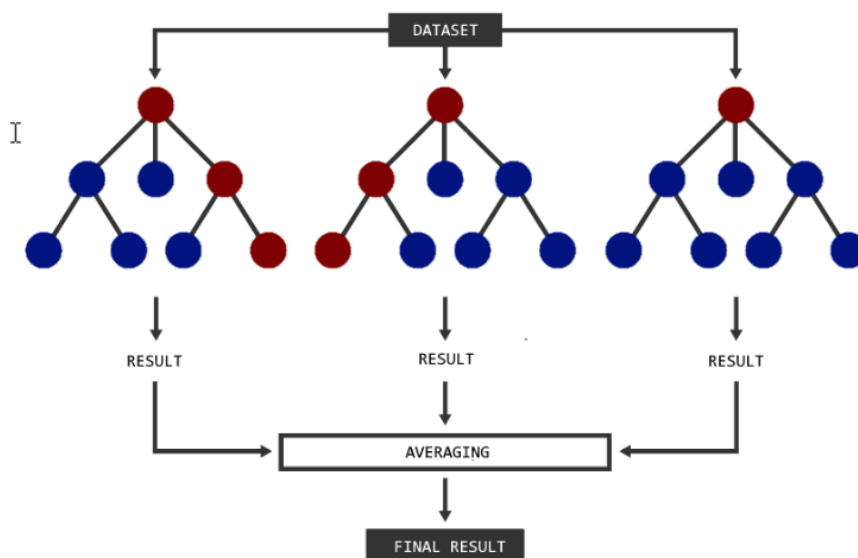 DATASET
RESULT
RESULT
RESULT
AVERAGING
FINAL RESULT